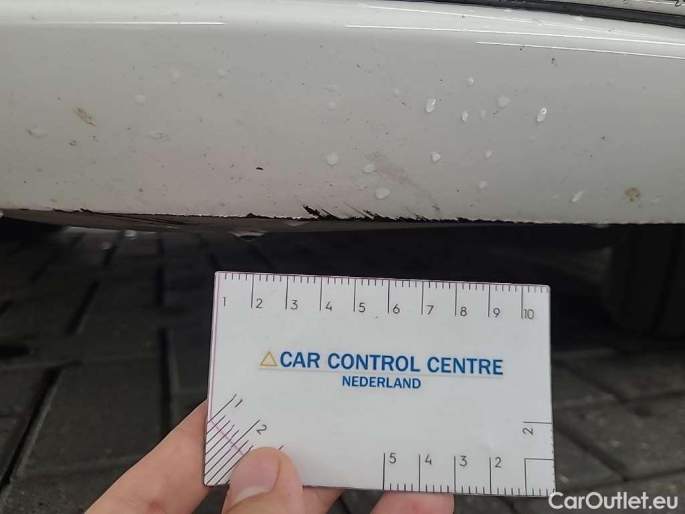 1 2 3 4 5 6 7 8 9 10
CAR CONTROL CENTRE
NEDERLAND
1
2
2
5 4 3 2
CarOutlet.eu